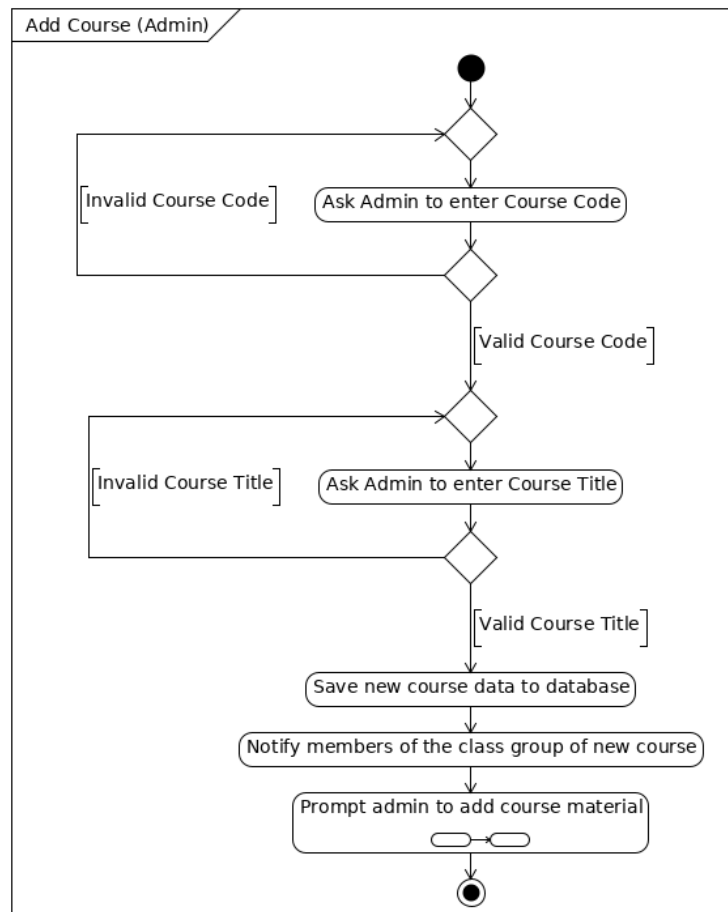 Add Course (Admin)
[Invalid Course Code]
Ask Admin to enter Course Code
[Valid Course Code]
[Invalid Course Title]
Ask Admin to enter Course Title
[Valid Course Title]
Save new course data to database
Notify members of the class group of new course
Prompt admin to add course material